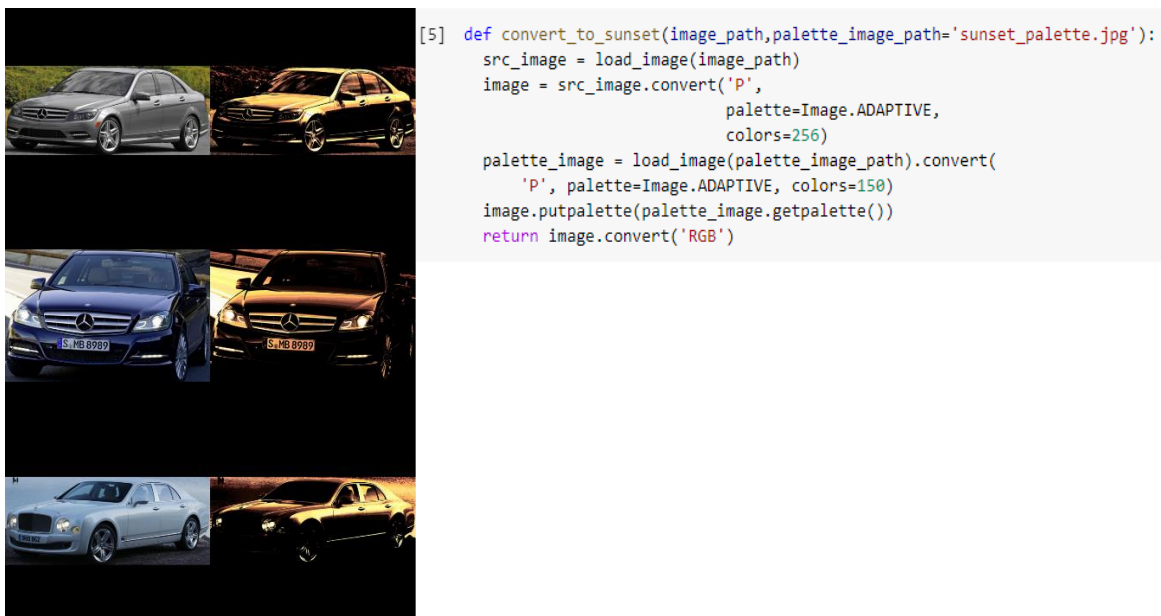 [5] def convert_to_sunset(image_path,palette_image_path='sunset_palette.jpg'):
src_image = load_image(image_path)
image = src_image.convert('P',
palette=Image.ADAPTIVE,
colors=256)
palette_image = load_image(palette_image_path).convert(
'P', palette=Image.ADAPTIVE, colors=150)
image.putpalette(palette_image.getpalette())
return image.convert('RGB')
MB 8989
MB 8989